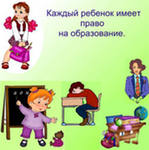 Каждый ребенок имеет
право
на образование.